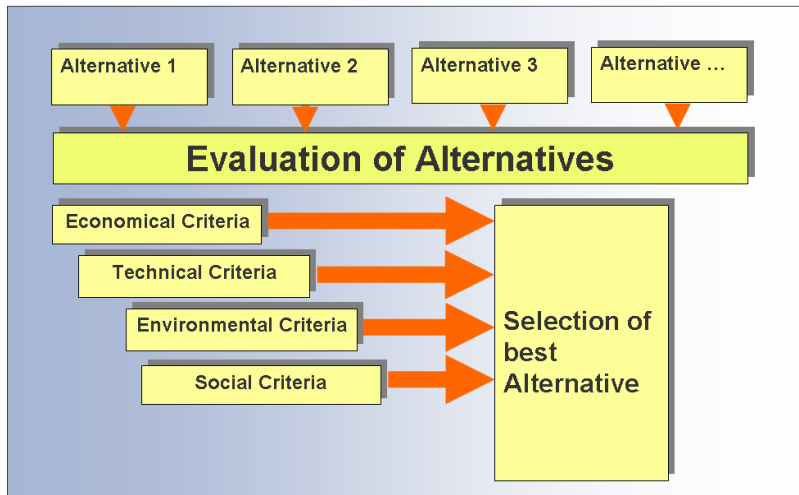 Alternative 1
Alternative 2
Alternative 3
Alternative ...
Evaluation of Alternatives
Economical Criteria
Technical Criteria
Environmental Criteria
Social Criteria
Selection of
best
Alternative